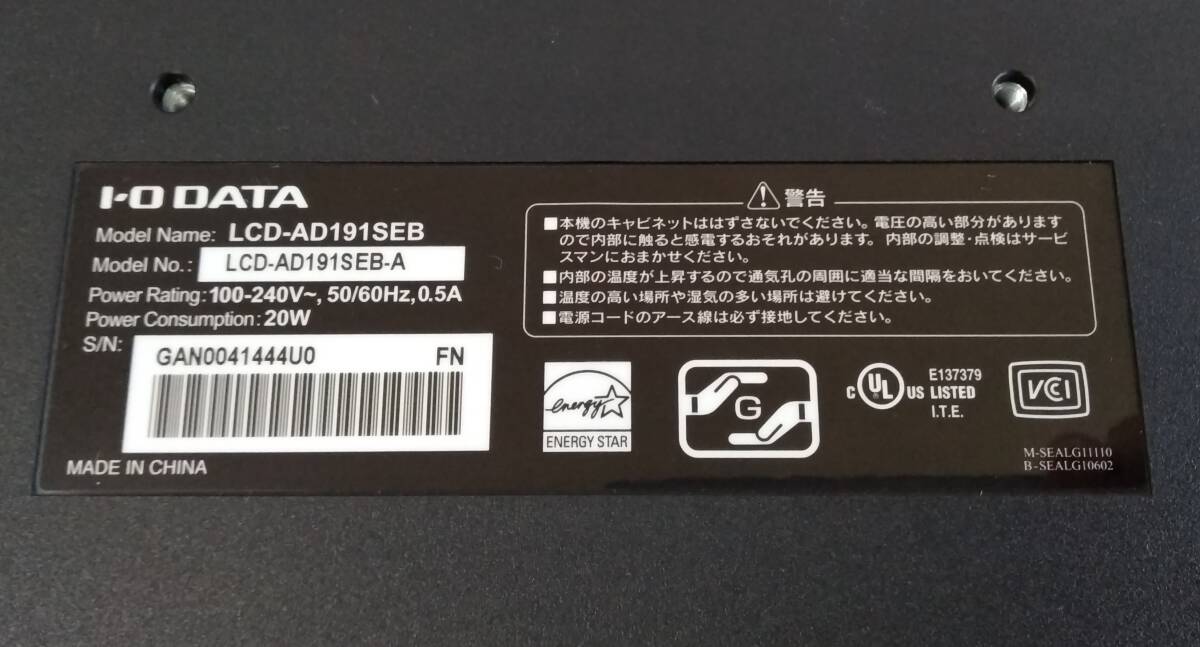 I-O DATA
Model Name: LCD-AD191SEB
Model No.: LCD-AD191SEB-A
Power Rating: 100-240V~, 50/60Hz, 0.5A
Power Consumption: 20W
S/N: GAN0041444U0 FN
MADE IN CHINA
警告
■本機のキャビネットははずさないでください。電圧の高い部分があります
ので内部に触ると感電するおそれがあります。内部の調整・点検はサービ
スマンにおまかせください。
■内部の温度が上昇するので通気孔の周囲に適当な間隔をおいてください。
■温度の高い場所や湿気の多い場所は避けてください。
■電源コードのアース線は必ず接地してください。
energy
ENERGY STAR
G
C UL US LISTED
E137379
I.T.E.
VCCI
M-SEALG11110
B-SEALG10602